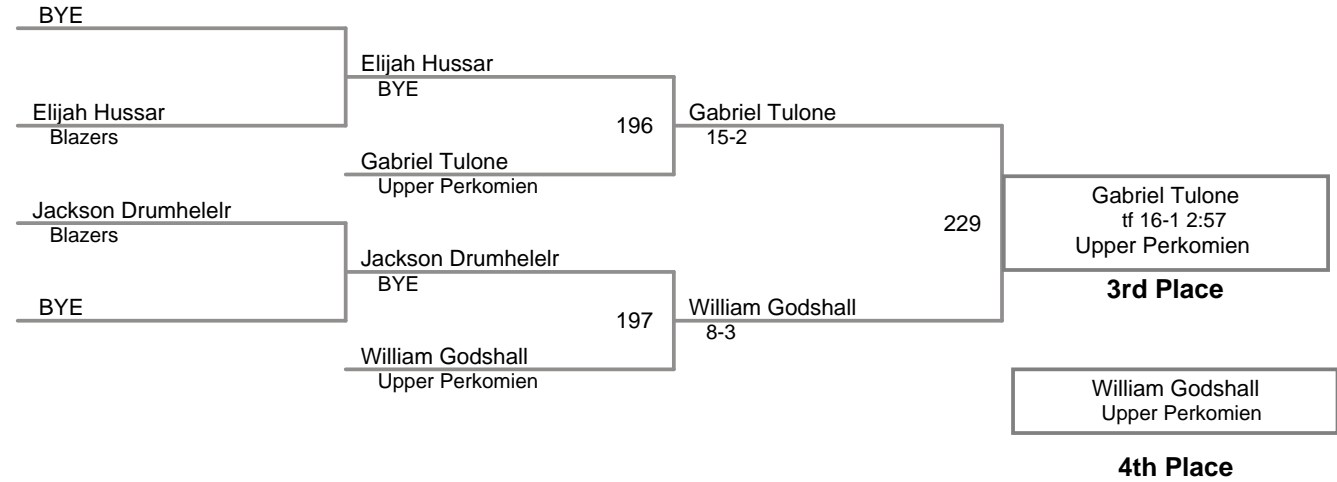 BYE
Elijah Hussar
BYE
Elijah Hussar
Blazers
196
Gabriel Tulone
15-2
Gabriel Tulone
Upper Perkomien
Jackson Drumhelelr
Blazers
229
Gabriel Tulone
tf 16-1 2:57
Upper Perkomien
Jackson Drumhelelr
BYE
3rd Place
BYE
197
William Godshall
8-3
William Godshall
Upper Perkomien
William Godshall
Upper Perkomien
4th Place